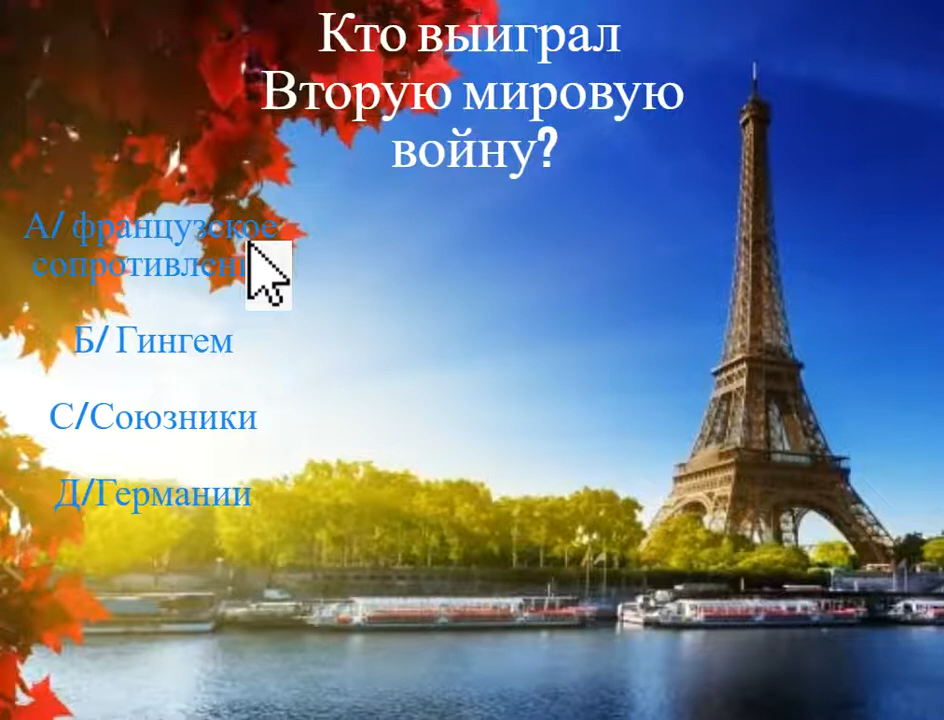 Кто выиграл
Вторую мировую
войну?
А/ французское
Б/ Гингем
С/Союзники
Д/Германии